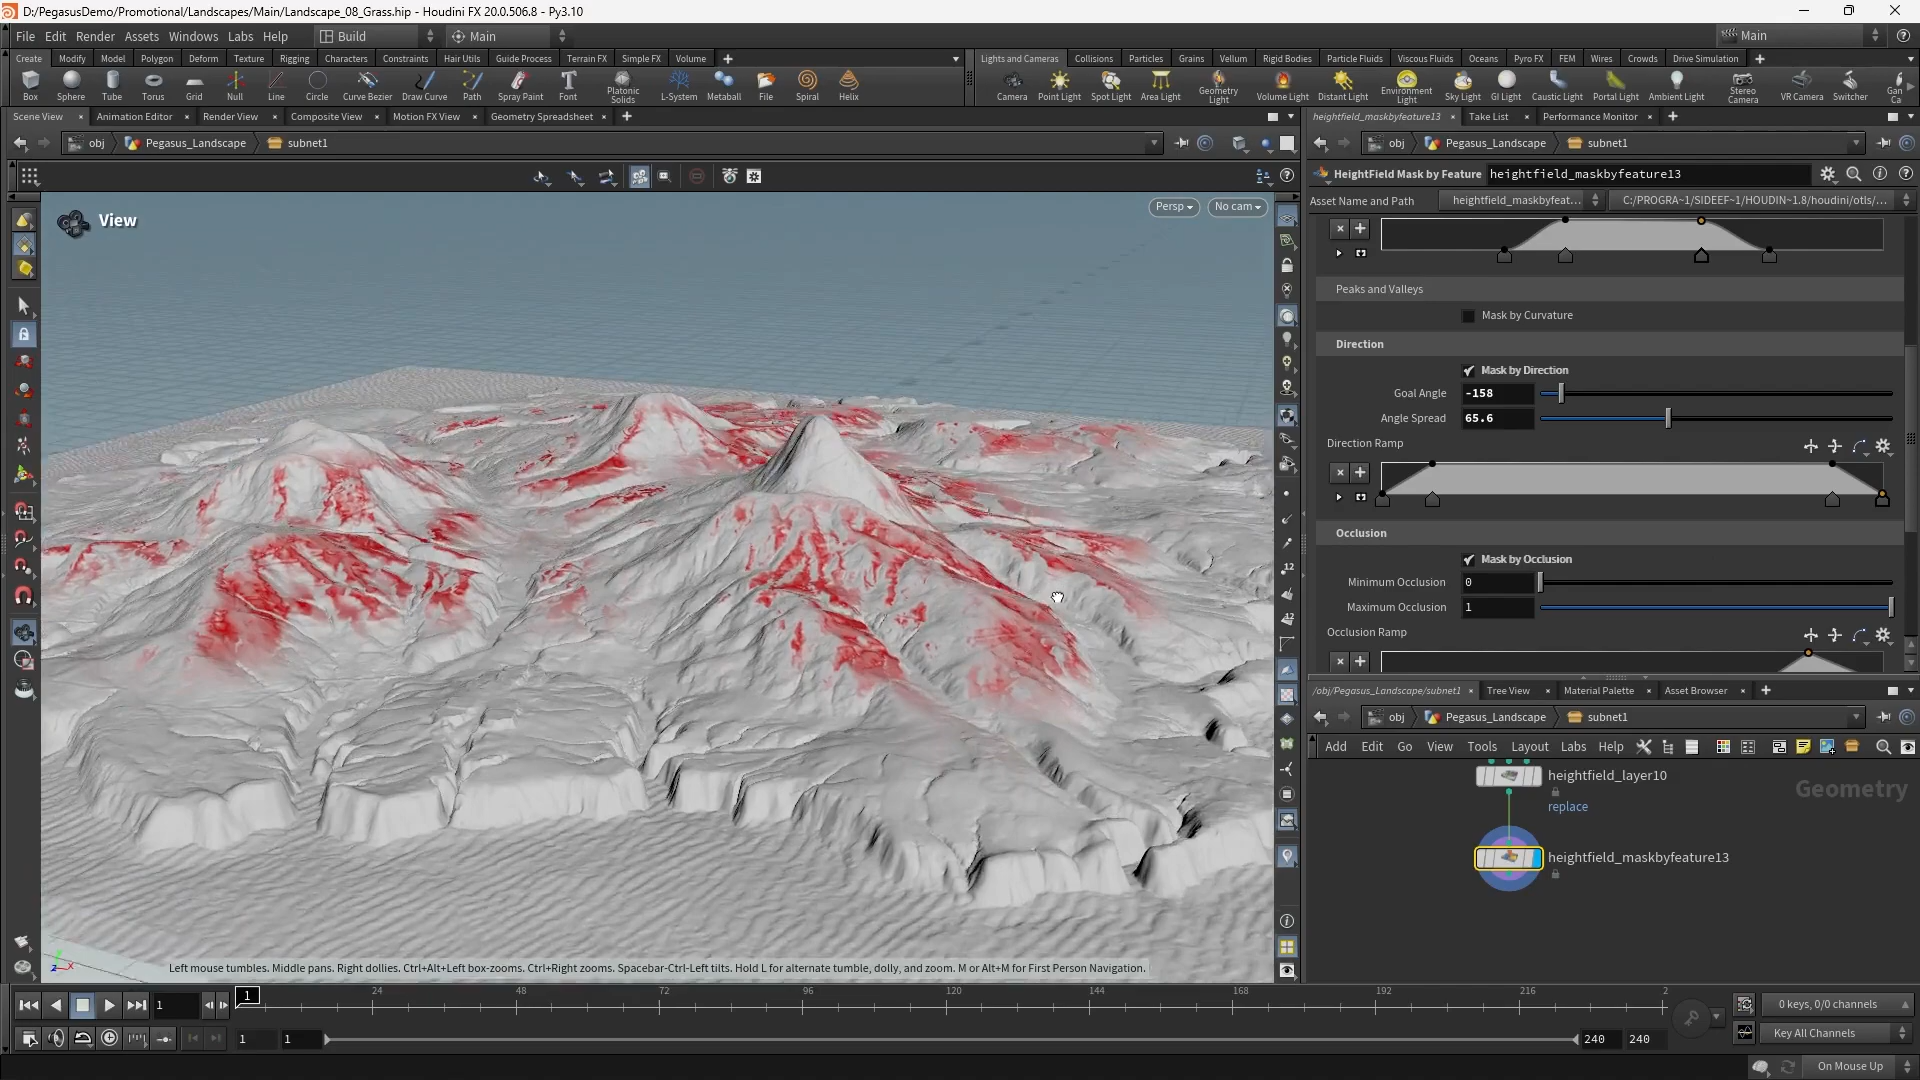 D:/PegasusDemo/Promotional/Landscapes/Main/Landscape_08_Grass.hip - Houdini FX 20.0.506.8 - Py3.10
File Edit Render Assets Windows Labs Help Build Main Main
Create Modify Model Polygon Deform Texture Rigging Characters Constraints Hair Utils Guide Process Terrain FX Simple FX Volume
Lights and Cameras Collisions Particles Grains Vellum Rigid Bodies Particle Fluids Viscous Fluids Oceans Pyro FX FEM Wires Crowds Drive Simulation
Box Sphere Tube Torus Grid Null Line Circle Curve Bezier Draw Curve Path Spray Paint Font Platonic Solids L-System Metaball File Spiral Helix
Camera Point Light Spot Light Area Light Geometry Light Volume Light Distant Light Environment Light Sky Light GI Light Caustic Light Portal Light Ambient Light Stereo Camera VR Camera Switcher Gan Ca
Scene View Animation Editor Render View Composite View Motion FX View Geometry Spreadsheet
heightfield_maskbyfeature13 Take List Performance Monitor
obj Pegasus_Landscape subnet1
obj Pegasus_Landscape subnet1
HeightField Mask by Feature heightfield_maskbyfeature13
Asset Name and Path heightfield_maskbyfeat... C:/PROGRA~1/SIDEEF~1/HOUDIN~1.8/houdini/otls/...
View
Persp
No cam
Peaks and Valleys
Mask by Curvature
Direction
Mask by Direction
Goal Angle -158
Angle Spread 65.6
Direction Ramp
Occlusion
Mask by Occlusion
Minimum Occlusion 0
Maximum Occlusion 1
Occlusion Ramp
/obj/Pegasus_Landscape/subnet1 Tree View Material Palette Asset Browser
obj Pegasus_Landscape subnet1
Add Edit Go View Tools Layout Labs Help
heightfield_layer10
replace
Geometry
heightfield_maskbyfeature13
Left mouse tumbles. Middle pans. Right dollies. Ctrl+Alt+Left box-zooms. Ctrl+Right zooms. Spacebar-Ctrl-Left tilts. Hold L for alternate tumble, dolly, and zoom. M or Alt+M for First Person Navigation.
1 1 24 48 72 96 120 144 168 192 216 2
0 keys, 0/0 channels
1 1 240 240
Key All Channels
On Mouse Up